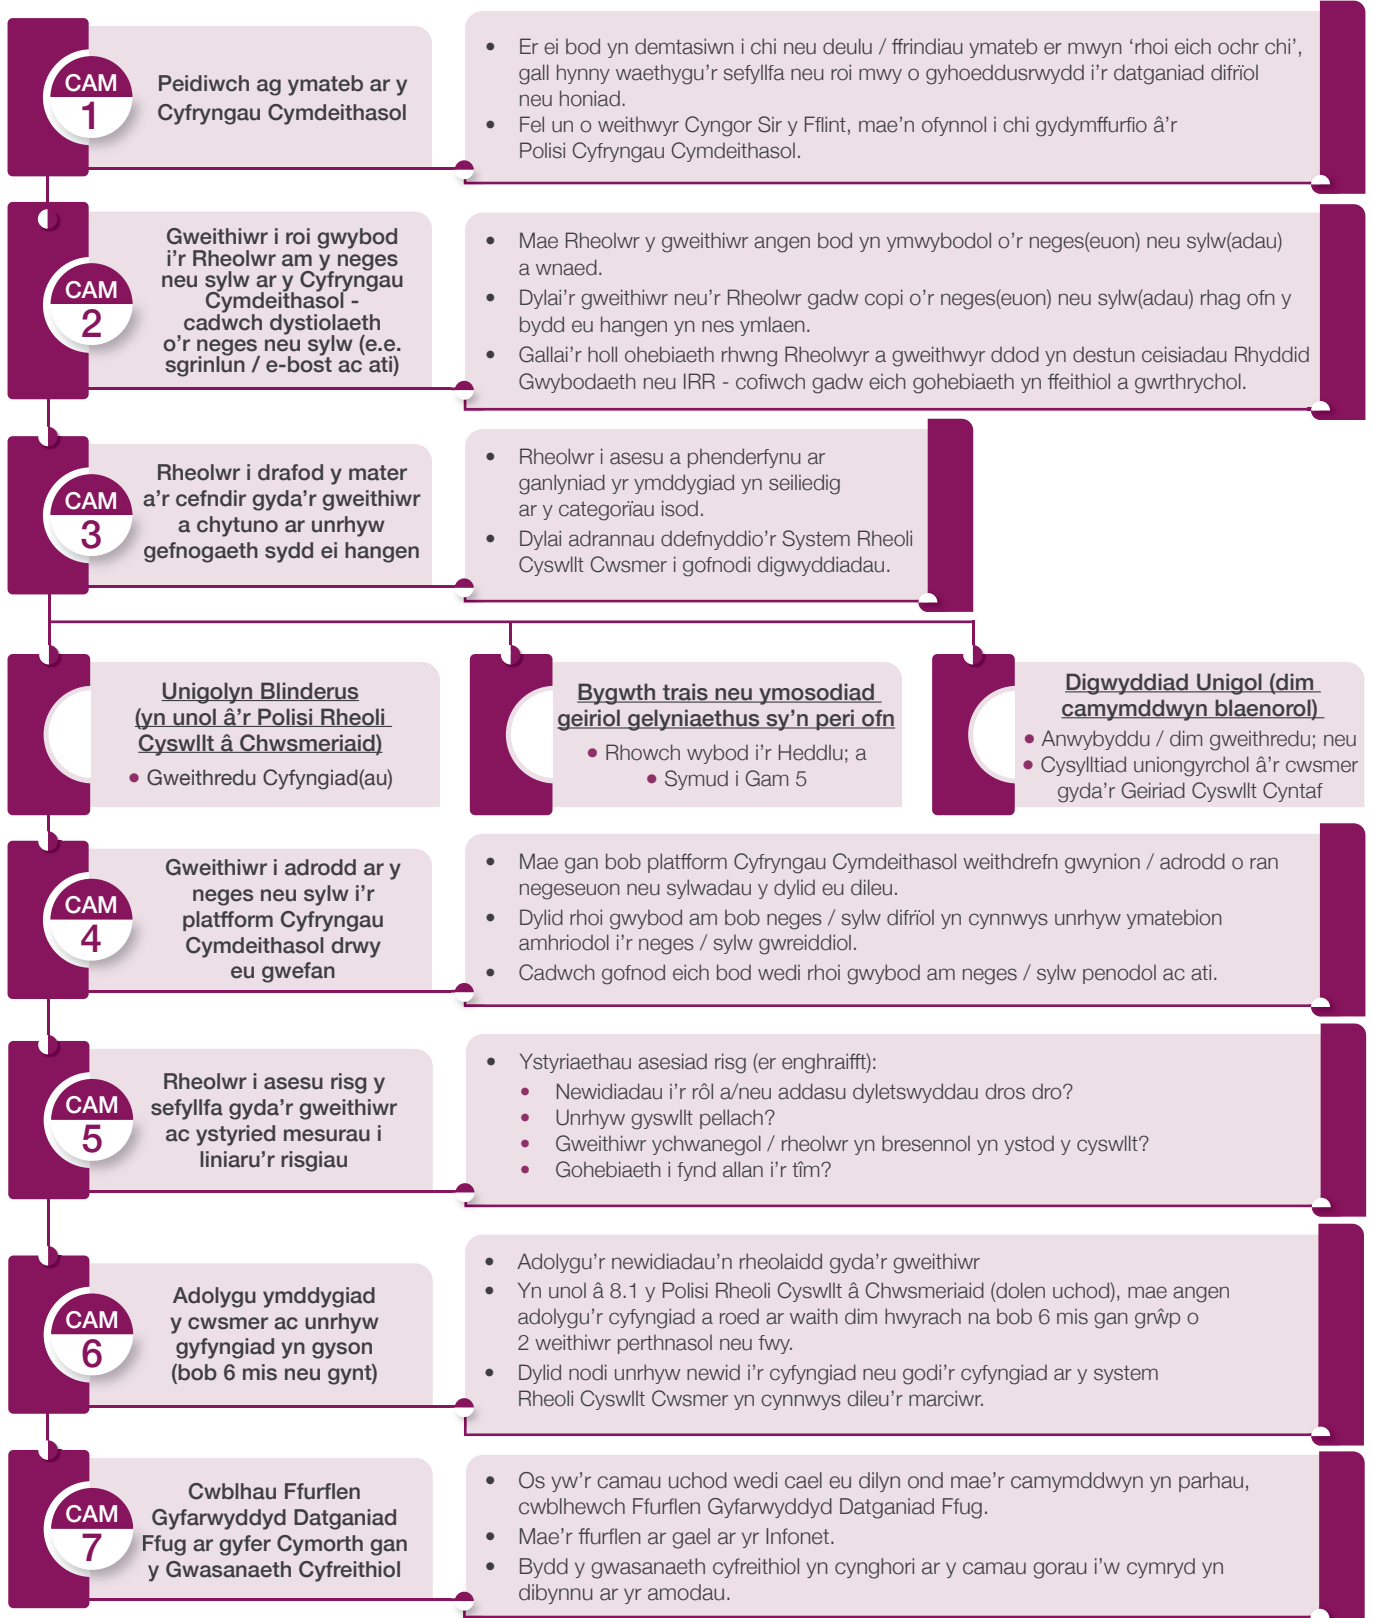 CAM
1
Peidiwch ag ymateb ar y
Cyfryngau Cymdeithasol
• Er ei bod yn demtasiwn i chi neu deulu / ffrindiau ymateb er mwyn ‘rhoi eich ochr chi’,
gall hynny waethygu’r sefyllfa neu roi mwy o gyhoeddusrwydd i’r datganiad difrïol
neu honiad.
• Fel un o weithwyr Cyngor Sir y Fflint, mae’n ofynnol i chi gydymffurfio â’r
Polisi Cyfryngau Cymdeithasol.
CAM
2
Gweithiwr i roi gwybod
i’r Rheolwr am y neges
neu sylw ar y Cyfryngau
Cymdeithasol -
cadwch dystiolaeth
o’r neges neu sylw (e.e.
sgrinlun / e-bost ac ati)
• Mae Rheolwr y gweithiwr angen bod yn ymwybodol o’r neges(euon) neu sylw(adau)
a wnaed.
• Dylai’r gweithiwr neu’r Rheolwr gadw copi o’r neges(euon) neu sylw(adau) rhag ofn y
bydd eu hangen yn nes ymlaen.
• Gallai’r holl ohebiaeth rhwng Rheolwyr a gweithwyr ddod yn destun ceisiadau Rhyddid
Gwybodaeth neu IRR - cofiwch gadw eich gohebiaeth yn ffeithiol a gwrthrychol.
CAM
3
Rheolwr i drafod y mater
a’r cefndir gyda’r gweithiwr
a chytuno ar unrhyw
gefnogaeth sydd ei hangen
• Rheolwr i asesu a phenderfynu ar
ganlyniad yr ymddygiad yn seiliedig
ar y categorïau isod.
• Dylai adrannau ddefnyddio’r System Rheoli
Cyswllt Cwsmer i gofnodi digwyddiadau.
Unigolyn Blinderus
(yn unol â’r Polisi Rheoli
Cyswllt â Chwsmeriaid)
• Gweithredu Cyfyngiad(au)
Bygwth trais neu ymosodiad
geiriol gelyniaethus sy’n peri ofn
• Rhowch wybod i’r Heddlu; a
• Symud i Gam 5
Digwyddiad Unigol (dim
camymddwyn blaenorol)
• Anwybyddu / dim gweithredu; neu
• Cysylltiad uniongyrchol â’r cwsmer
gyda’r Geiriad Cyswllt Cyntaf
CAM
4
Gweithiwr i adrodd ar y
neges neu sylw i’r
platfform Cyfryngau
Cymdeithasol drwy
eu gwefan
• Mae gan bob platfform Cyfryngau Cymdeithasol weithdrefn gwynion / adrodd o ran
negeseuon neu sylwadau y dylid eu dileu.
• Dylid rhoi gwybod am bob neges / sylw difrïol yn cynnwys unrhyw ymatebion
amhriodol i’r neges / sylw gwreiddiol.
• Cadwch gofnod eich bod wedi rhoi gwybod am neges / sylw penodol ac ati.
CAM
5
Rheolwr i asesu risg y
sefyllfa gyda’r gweithiwr
ac ystyried mesurau i
liniaru’r risgiau
• Ystyriaethau asesiad risg (er enghraifft):
• Newidiadau i’r rôl a/neu addasu dyletswyddau dros dro?
• Unrhyw gyswllt pellach?
• Gweithiwr ychwanegol / rheolwr yn bresennol yn ystod y cyswllt?
• Gohebiaeth i fynd allan i’r tîm?
CAM
6
Adolygu ymddygiad
y cwsmer ac unrhyw
gyfyngiad yn gyson
(bob 6 mis neu gynt)
• Adolygu’r newidiadau’n rheolaidd gyda’r gweithiwr
• Yn unol â 8.1 y Polisi Rheoli Cyswllt â Chwsmeriaid (dolen uchod), mae angen
adolygu’r cyfyngiad a roed ar waith dim hwyrach na bob 6 mis gan grŵp o
2 weithiwr perthnasol neu fwy.
• Dylid nodi unrhyw newid i’r cyfyngiad neu godi’r cyfyngiad ar y system
Rheoli Cyswllt Cwsmer yn cynnwys dileu’r marciwr.
CAM
7
Cwblhau Ffurflen
Gyfarwyddyd Datganiad
Ffug ar gyfer Cymorth gan
y Gwasanaeth Cyfreithiol
• Os yw’r camau uchod wedi cael eu dilyn ond mae’r camymddwyn yn parhau,
cwblhewch Ffurflen Gyfarwyddyd Datganiad Ffug.
• Mae’r ffurflen ar gael ar yr Infonet.
• Bydd y gwasanaeth cyfreithiol yn cynghori ar y camau gorau i’w cymryd yn
dibynnu ar yr amodau.